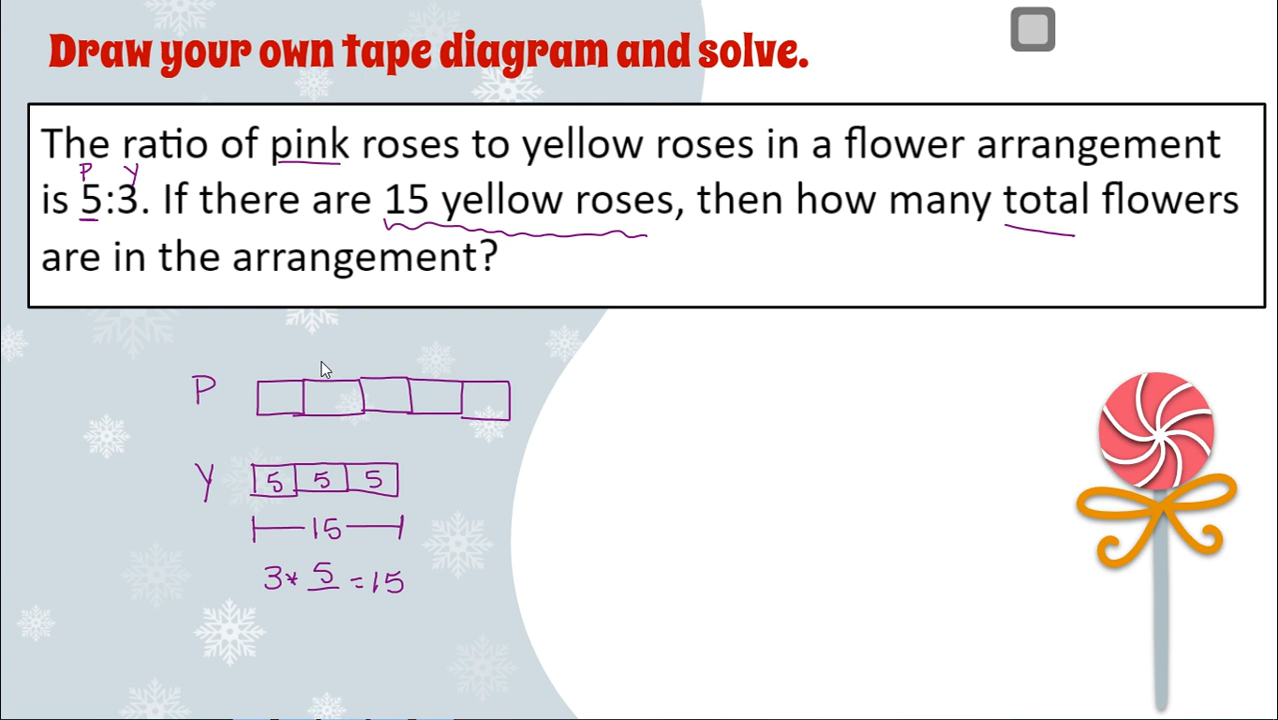 Draw your own tape diagram and solve.
The ratio of pink roses to yellow roses in a flower arrangement
P Y
is 5:3. If there are 15 yellow roses, then how many total flowers
are in the arrangement?
P
Y 5 5 5
15
3* 5 =15